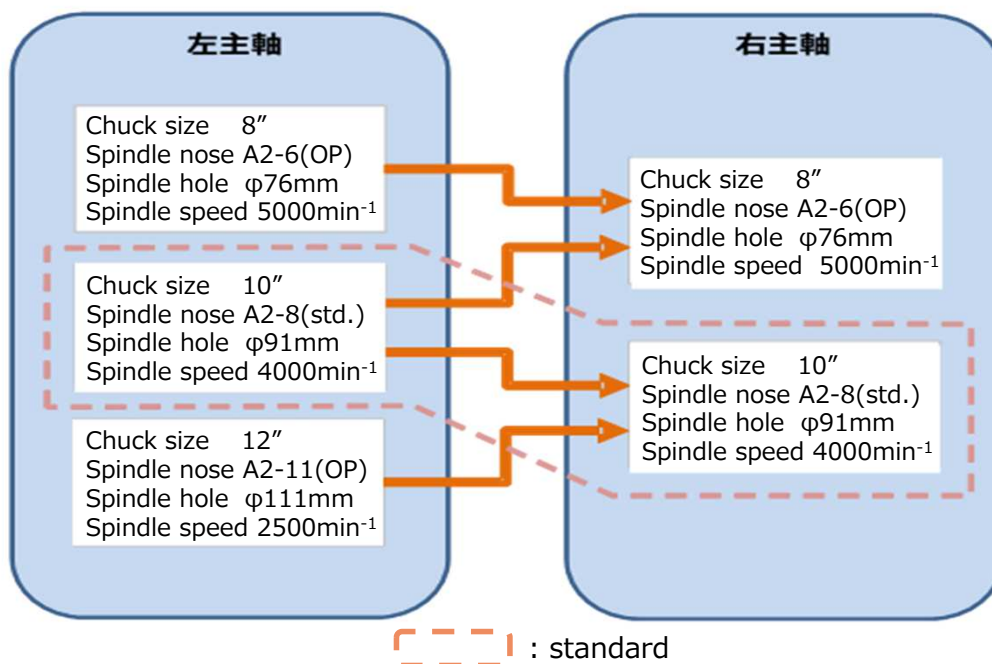 左主軸
Chuck size 8”
Spindle nose A2-6(OP)
Spindle hole φ76mm
Spindle speed 5000min-1
Chuck size 10”
Spindle nose A2-8(std.)
Spindle hole φ91mm
Spindle speed 4000min-1
Chuck size 12”
Spindle nose A2-11(OP)
Spindle hole φ111mm
Spindle speed 2500min-1
右主軸
Chuck size 8”
Spindle nose A2-6(OP)
Spindle hole φ76mm
Spindle speed 5000min-1
Chuck size 10”
Spindle nose A2-8(std.)
Spindle hole φ91mm
Spindle speed 4000min-1
: standard